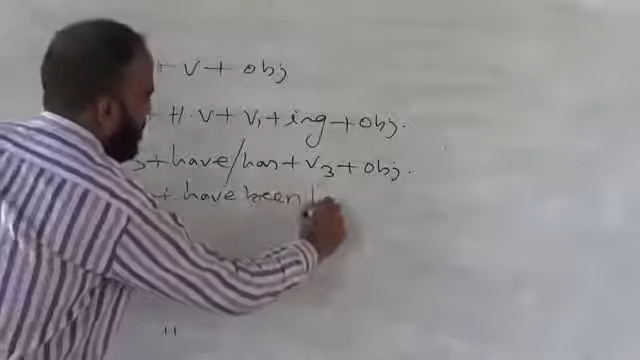 + V + obj
+ H.V + V1 + ing + obj.
S + have/has + V3 + obj.
+ have been
"